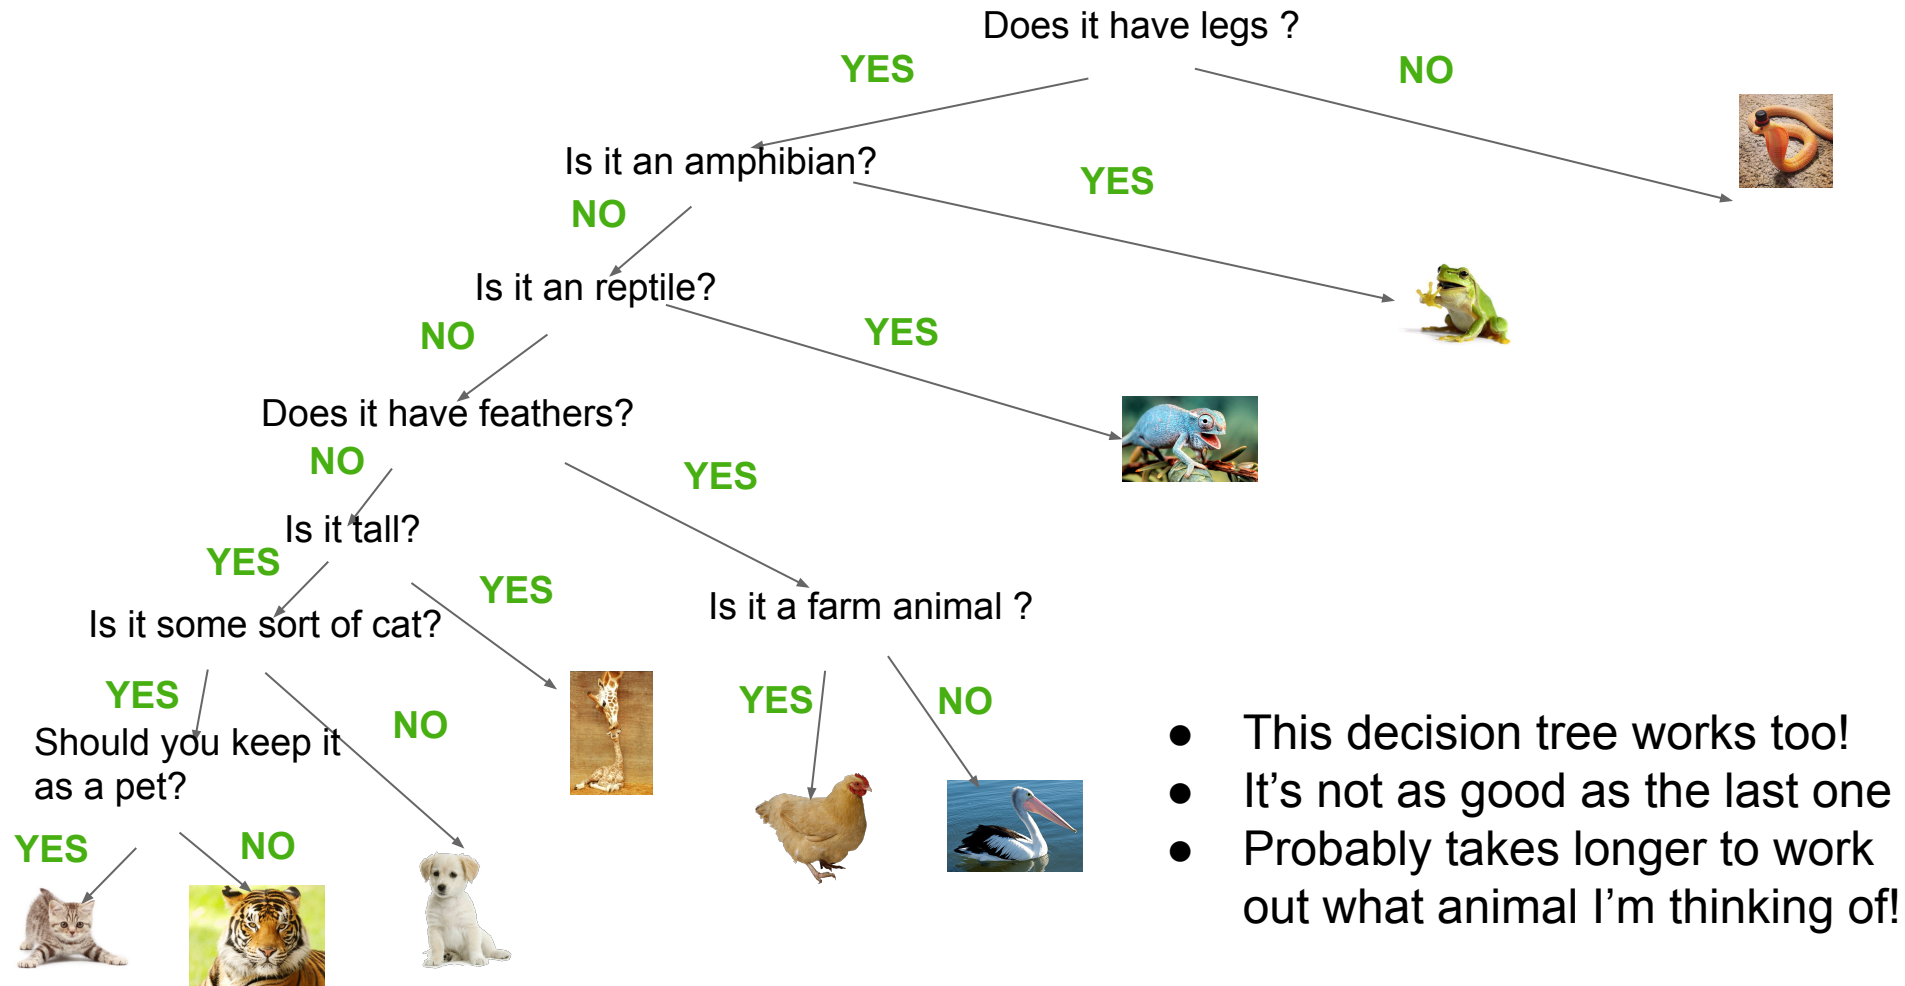 Does it have legs ?
YES
NO
Is it an amphibian?
YES
NO
Is it an reptile?
NO
YES
Does it have feathers?
NO
YES
Is it tall?
YES
YES
Is it a farm animal ?
Is it some sort of cat?
YES
NO
YES
NO
Should you keep it
as a pet?
YES
NO
● This decision tree works too!
● It’s not as good as the last one
● Probably takes longer to work
out what animal I’m thinking of!